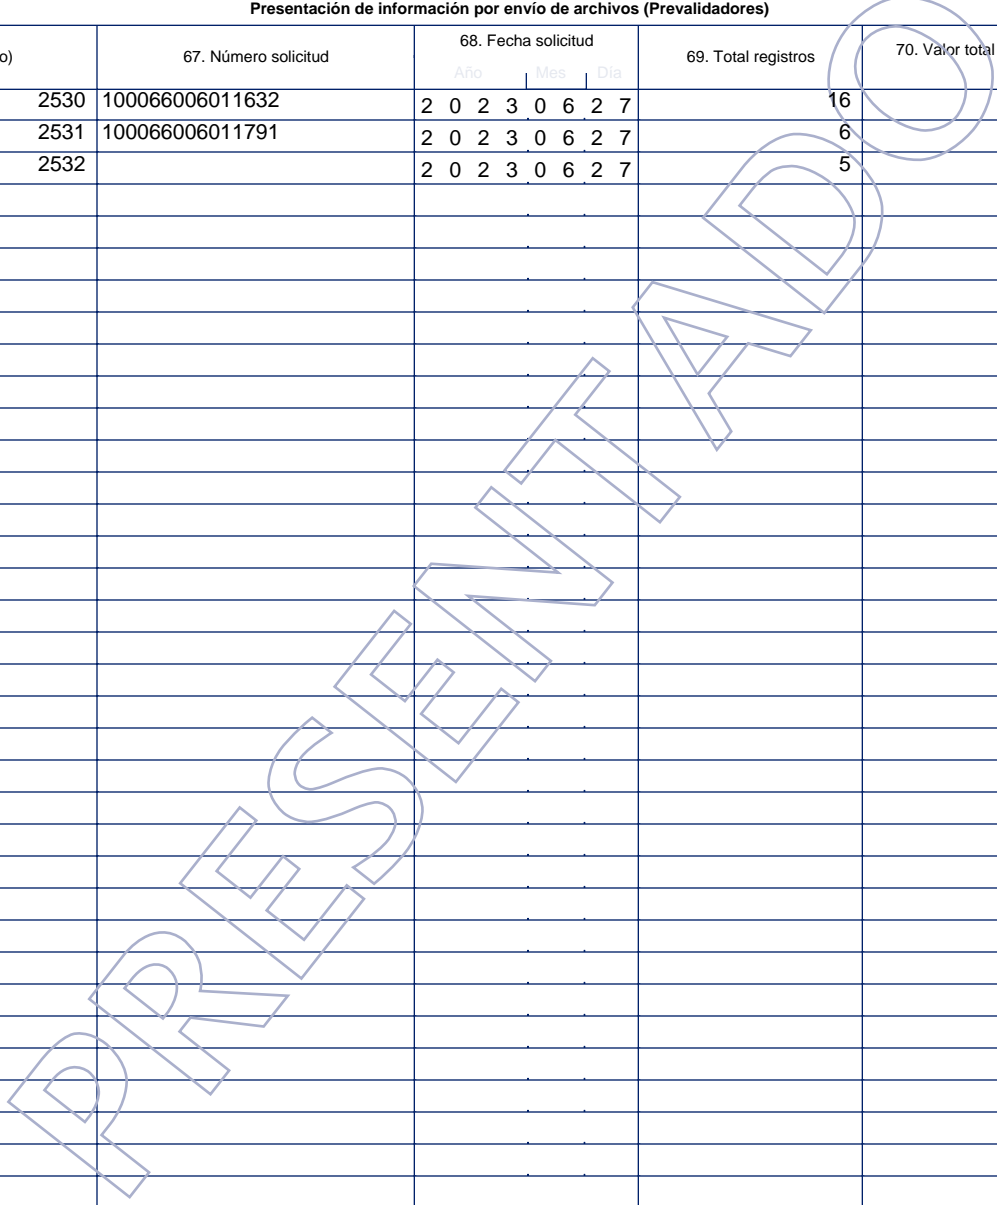 Presentación de información por envío de archivos (Prevalidadores)
o) 67. Número solicitud 68. Fecha solicitud 69. Total registros 70. Valor total
Año Mes Día
2530 100066006011632 2 0 2 3 0 6 2 7 16
2531 100066006011791 2 0 2 3 0 6 2 7 6
2532 2 0 2 3 0 6 2 7 5
PRESENTADO